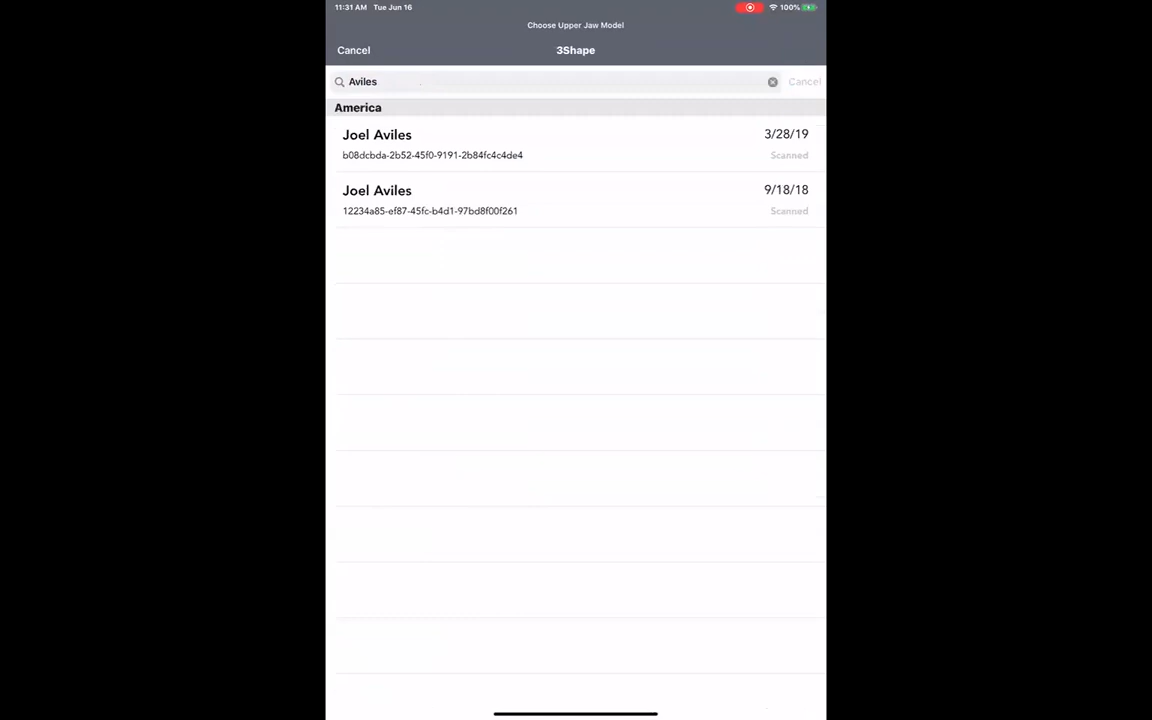 11:31 AM Tue Jun 16 100%
Choose Upper Jaw Model
Cancel 3Shape
Aviles Cancel
America
Joel Aviles 3/28/19
b08dcbda-2b52-45f0-9191-2b84fc4c4de4 Scanned
Joel Aviles 9/18/18
12234a85-ef87-45fc-b4d1-97bd8f00f261 Scanned